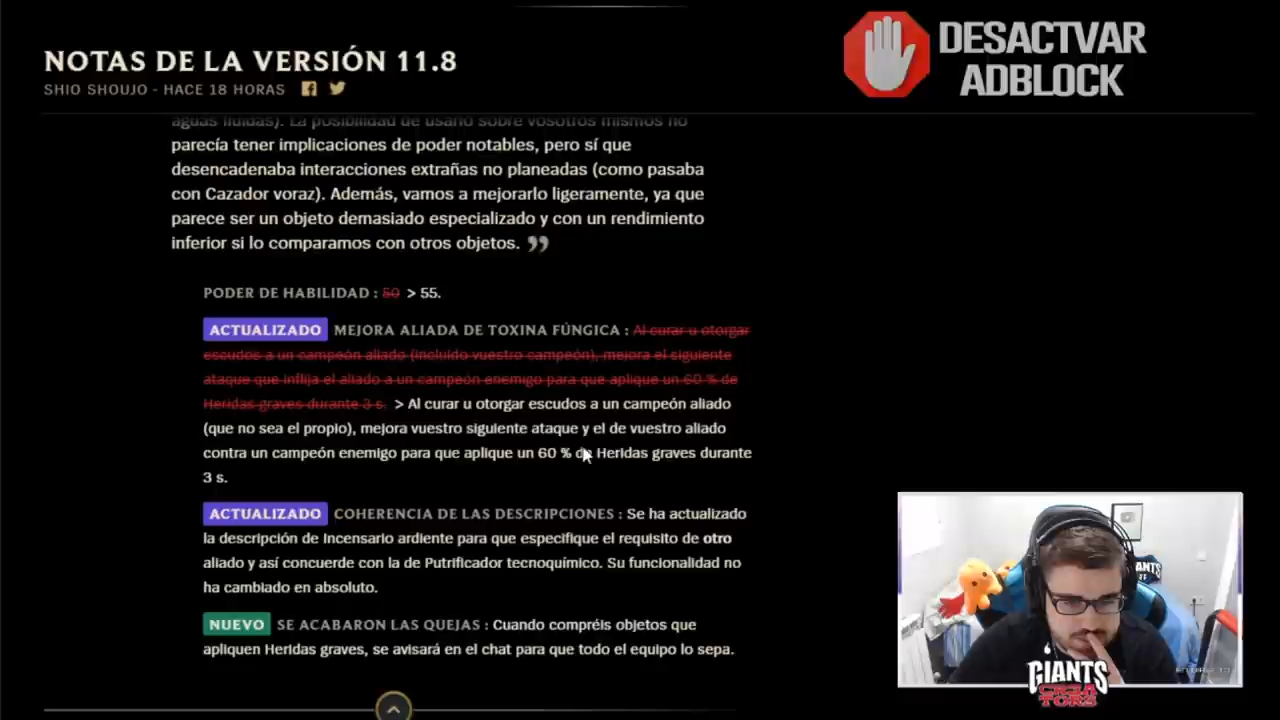 NOTAS DE LA VERSIÓN 11.8
SHIO SHOUJO - HACE 18 HORAS
DESACTVAR
ADBLOCK
aguas fluidas). La posibilidad de usarlo sobre vosotros mismos no
parecía tener implicaciones de poder notables, pero sí que
desencadenaba interacciones extrañas no planeadas (como pasaba
con Cazador voraz). Además, vamos a mejorarlo ligeramente, ya que
parece ser un objeto demasiado especializado y con un rendimiento
inferior si lo comparamos con otros objetos. ”
PODER DE HABILIDAD : 50 > 55.
ACTUALIZADO MEJORA ALIADA DE TOXINA FÚNGICA : Al curar u otorgar
escudos a un campeón aliado (incluido vuestro campeón), mejora el siguiente
ataque que inflija el aliado a un campeón enemigo para que aplique un 60 % de
Heridas graves durante 3 s. > Al curar u otorgar escudos a un campeón aliado
(que no sea el propio), mejora vuestro siguiente ataque y el de vuestro aliado
contra un campeón enemigo para que aplique un 60 % de Heridas graves durante
3 s.
ACTUALIZADO COHERENCIA DE LAS DESCRIPCIONES : Se ha actualizado
la descripción de Incensario ardiente para que especifique el requisito de otro
aliado y así concuerde con la de Putrificador tecnoquímico. Su funcionalidad no
ha cambiado en absoluto.
NUEVO SE ACABARON LAS QUEJAS : Cuando compréis objetos que
apliquen Heridas graves, se avisará en el chat para que todo el equipo lo sepa.
GIANTS